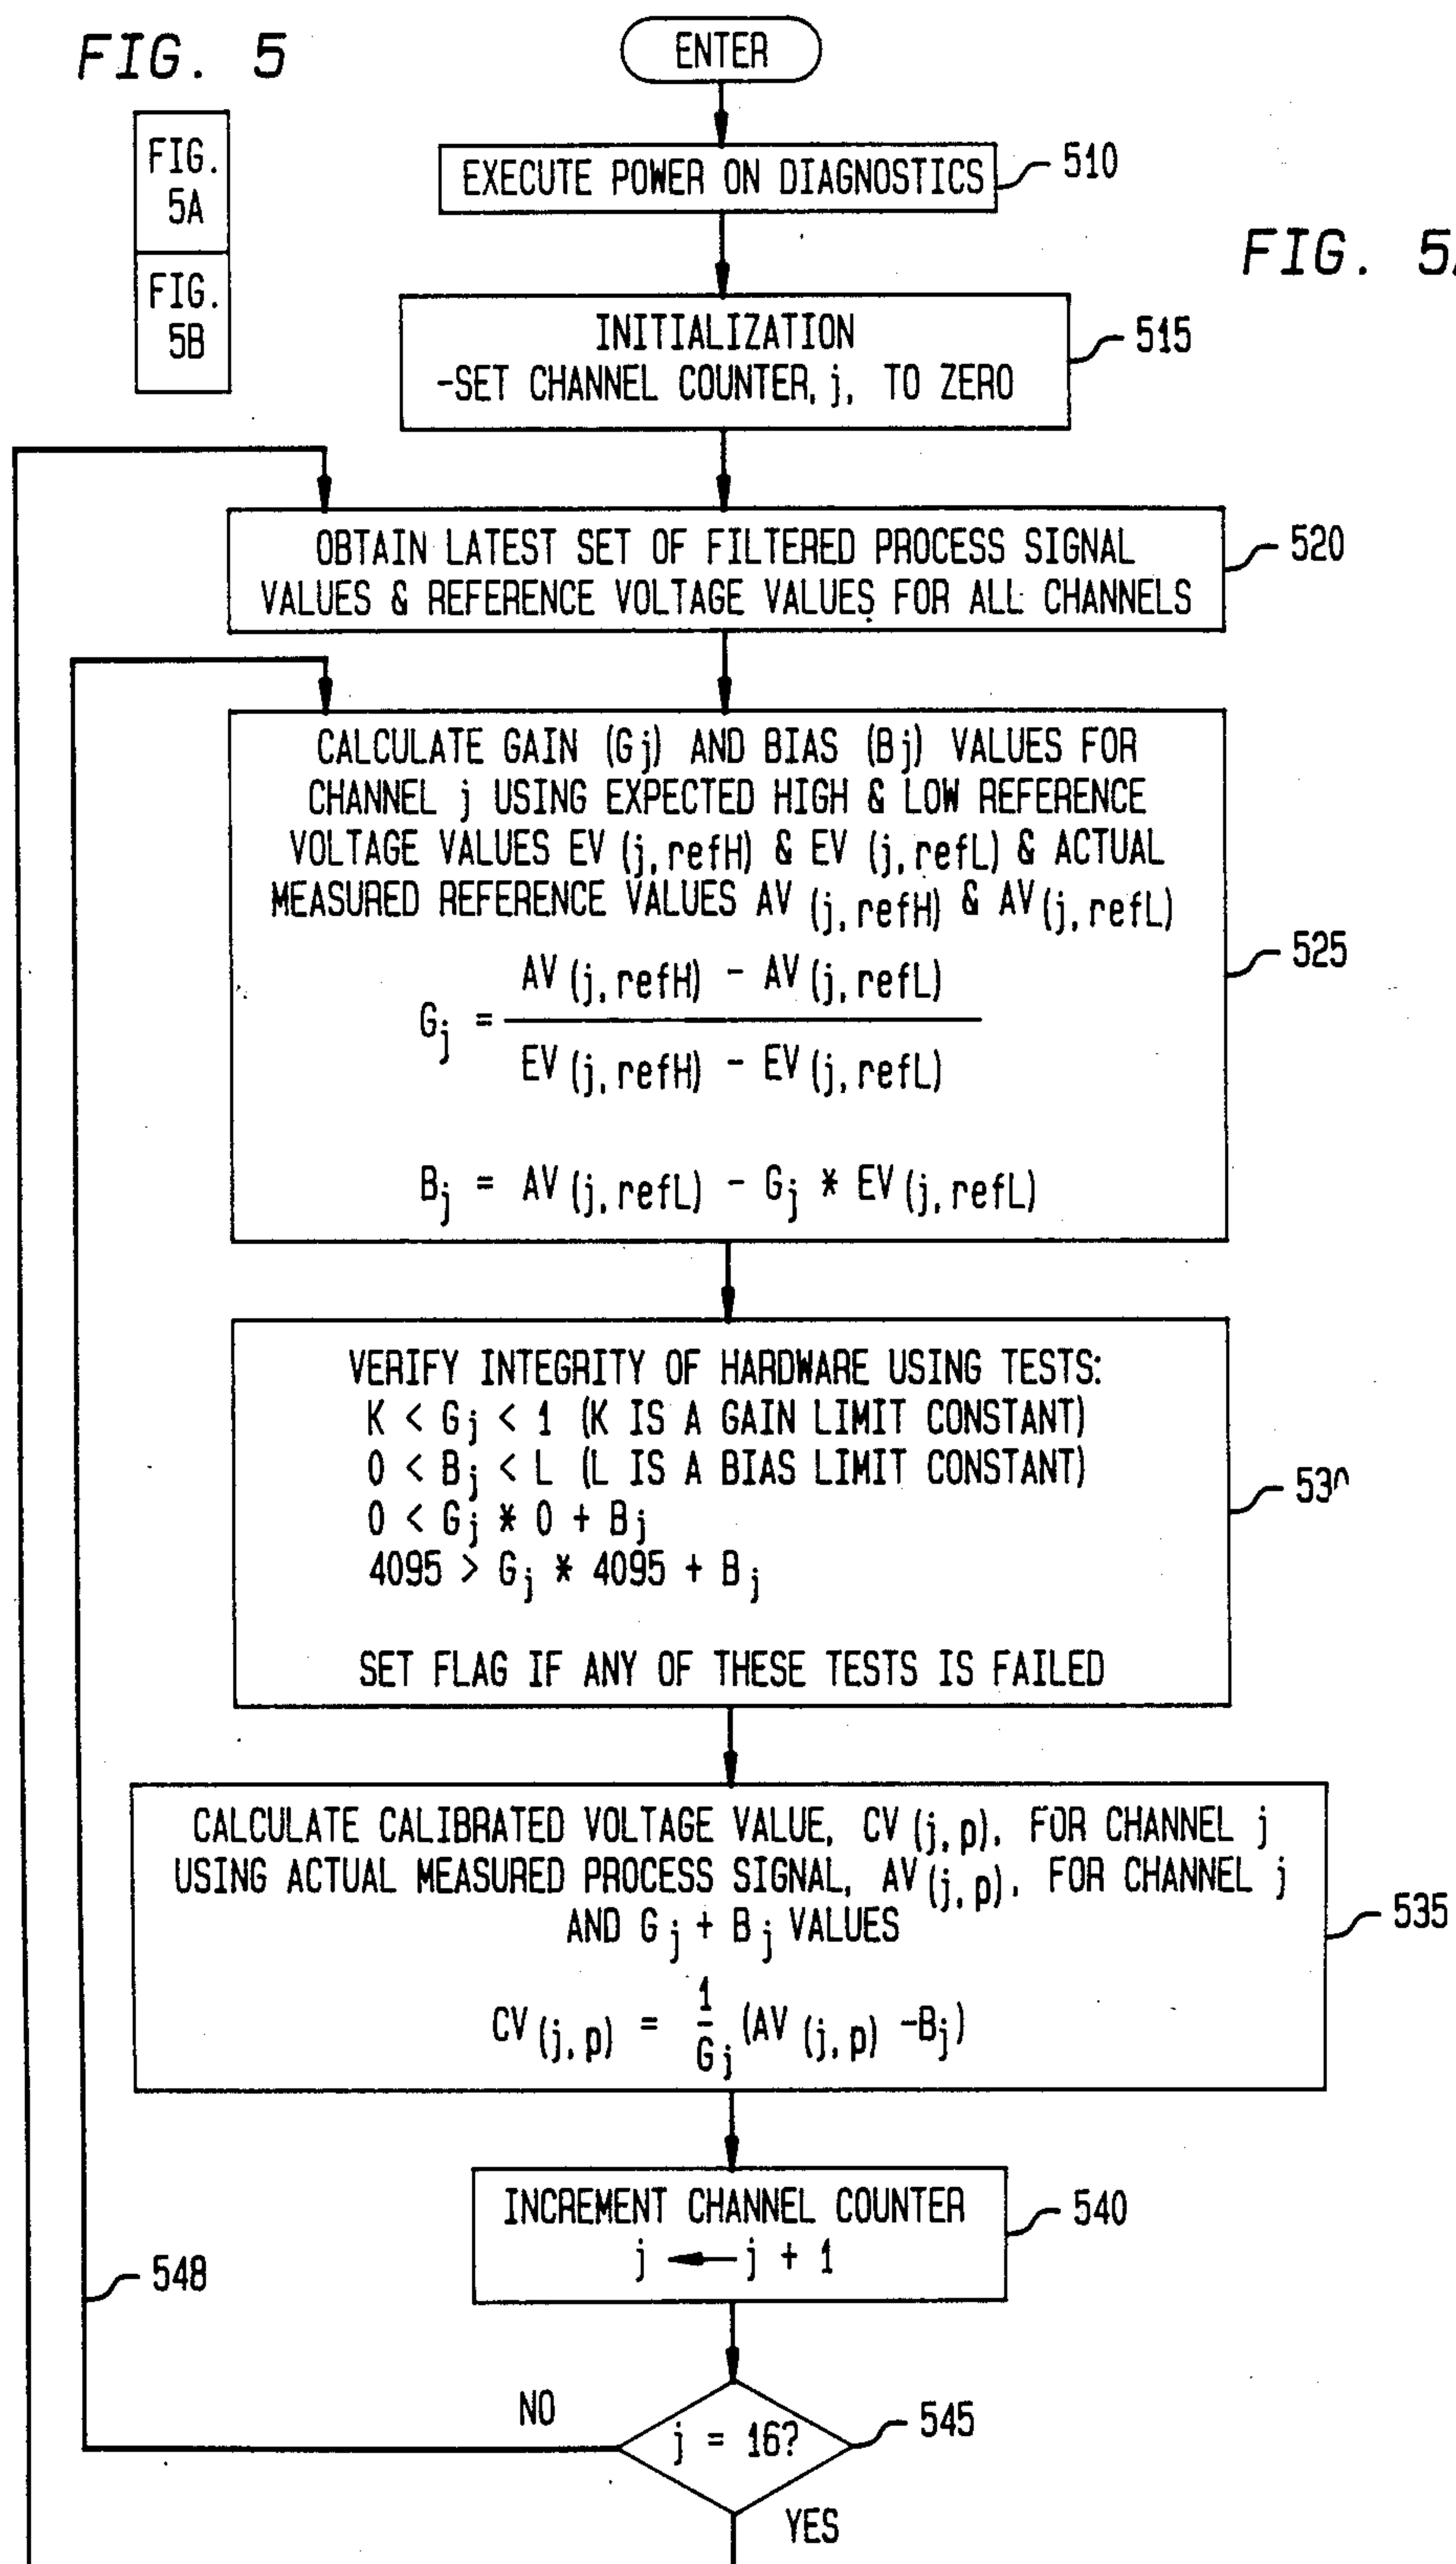 FIG. 5
ENTER
FIG.
5A
FIG.
5B
EXECUTE POWER ON DIAGNOSTICS
510
FIG. 5
INITIALIZATION
-SET CHANNEL COUNTER, j, TO ZERO
515
OBTAIN LATEST SET OF FILTERED PROCESS SIGNAL
VALUES & REFERENCE VOLTAGE VALUES FOR ALL CHANNELS
520
CALCULATE GAIN (Gj) AND BIAS (Bj) VALUES FOR
CHANNEL j USING EXPECTED HIGH & LOW REFERENCE
VOLTAGE VALUES EV (j, refH) & EV (j, refL) & ACTUAL
MEASURED REFERENCE VALUES AV (j, refH) & AV (j, refL)
AV (j, refH) - AV (j, refL)
Gj =
EV (j, refH) - EV (j, refL)
Bj = AV (j, refL) - Gj * EV (j, refL)
525
VERIFY INTEGRITY OF HARDWARE USING TESTS:
K < Gj < 1 (K IS A GAIN LIMIT CONSTANT)
0 < Bj < L (L IS A BIAS LIMIT CONSTANT)
0 < Gj * 0 + Bj
4095 > Gj * 4095 + Bj
SET FLAG IF ANY OF THESE TESTS IS FAILED
530
CALCULATE CALIBRATED VOLTAGE VALUE, CV (j, p), FOR CHANNEL j
USING ACTUAL MEASURED PROCESS SIGNAL, AV (j, p), FOR CHANNEL j
AND Gj + Bj VALUES
CV (j, p) = 1/Gj (AV (j, p) -Bj)
535
INCREMENT CHANNEL COUNTER
j ← j + 1
540
548
NO
j = 16?
545
YES